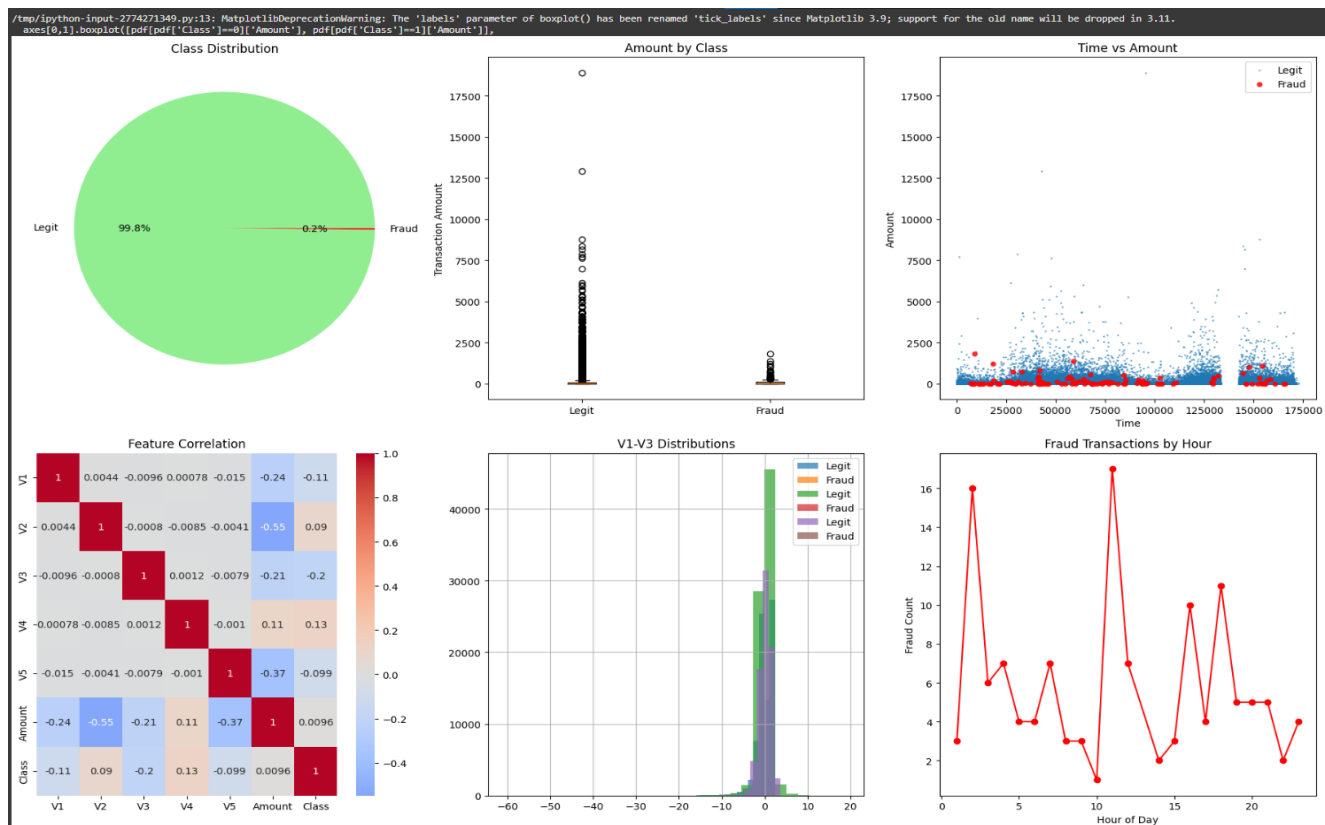 /tmp/ipython-input-2774271349.py:13: MatplotlibDeprecationWarning: The 'labels' parameter of boxplot() has been renamed 'tick_labels' since Matplotlib 3.9; support for the old name will be dropped in 3.11.
axes[0,1].boxplot([pdf[pdf['Class']==0]['Amount'], pdf[pdf['Class']==1]['Amount']],
Class Distribution
Legit
99.8%
0.2%
Fraud
Amount by Class
Transaction Amount
17500
15000
12500
10000
7500
5000
2500
0
Legit Fraud
Time vs Amount
Legit
Fraud
Amount
17500
15000
12500
10000
7500
5000
2500
0
0 25000 50000 75000 100000 125000 150000 175000
Time
Feature Correlation
V1 1 0.0044 -0.0096 0.00078 -0.015 -0.24 -0.11
V2 0.0044 1 -0.0008 -0.0085 -0.0041 -0.55 0.09
V3 -0.0096 -0.0008 1 0.0012 -0.0079 -0.21 -0.2
V4 0.00078 -0.0085 0.0012 1 -0.001 0.11 0.13
V5 -0.015 -0.0041 -0.0079 -0.001 1 -0.37 -0.099
Amount -0.24 -0.55 -0.21 0.11 -0.37 1 0.0096
Class -0.11 0.09 -0.2 0.13 -0.099 0.0096 1
V1 V2 V3 V4 V5 Amount Class
1.0
0.8
0.6
0.4
0.2
0.0
−0.2
−0.4
V1-V3 Distributions
Legit
Fraud
Legit
Fraud
Legit
Fraud
40000
30000
20000
10000
0
−60 −50 −40 −30 −20 −10 0 10 20
Fraud Transactions by Hour
Fraud Count
16
14
12
10
8
6
4
2
5 10 15 20
Hour of Day